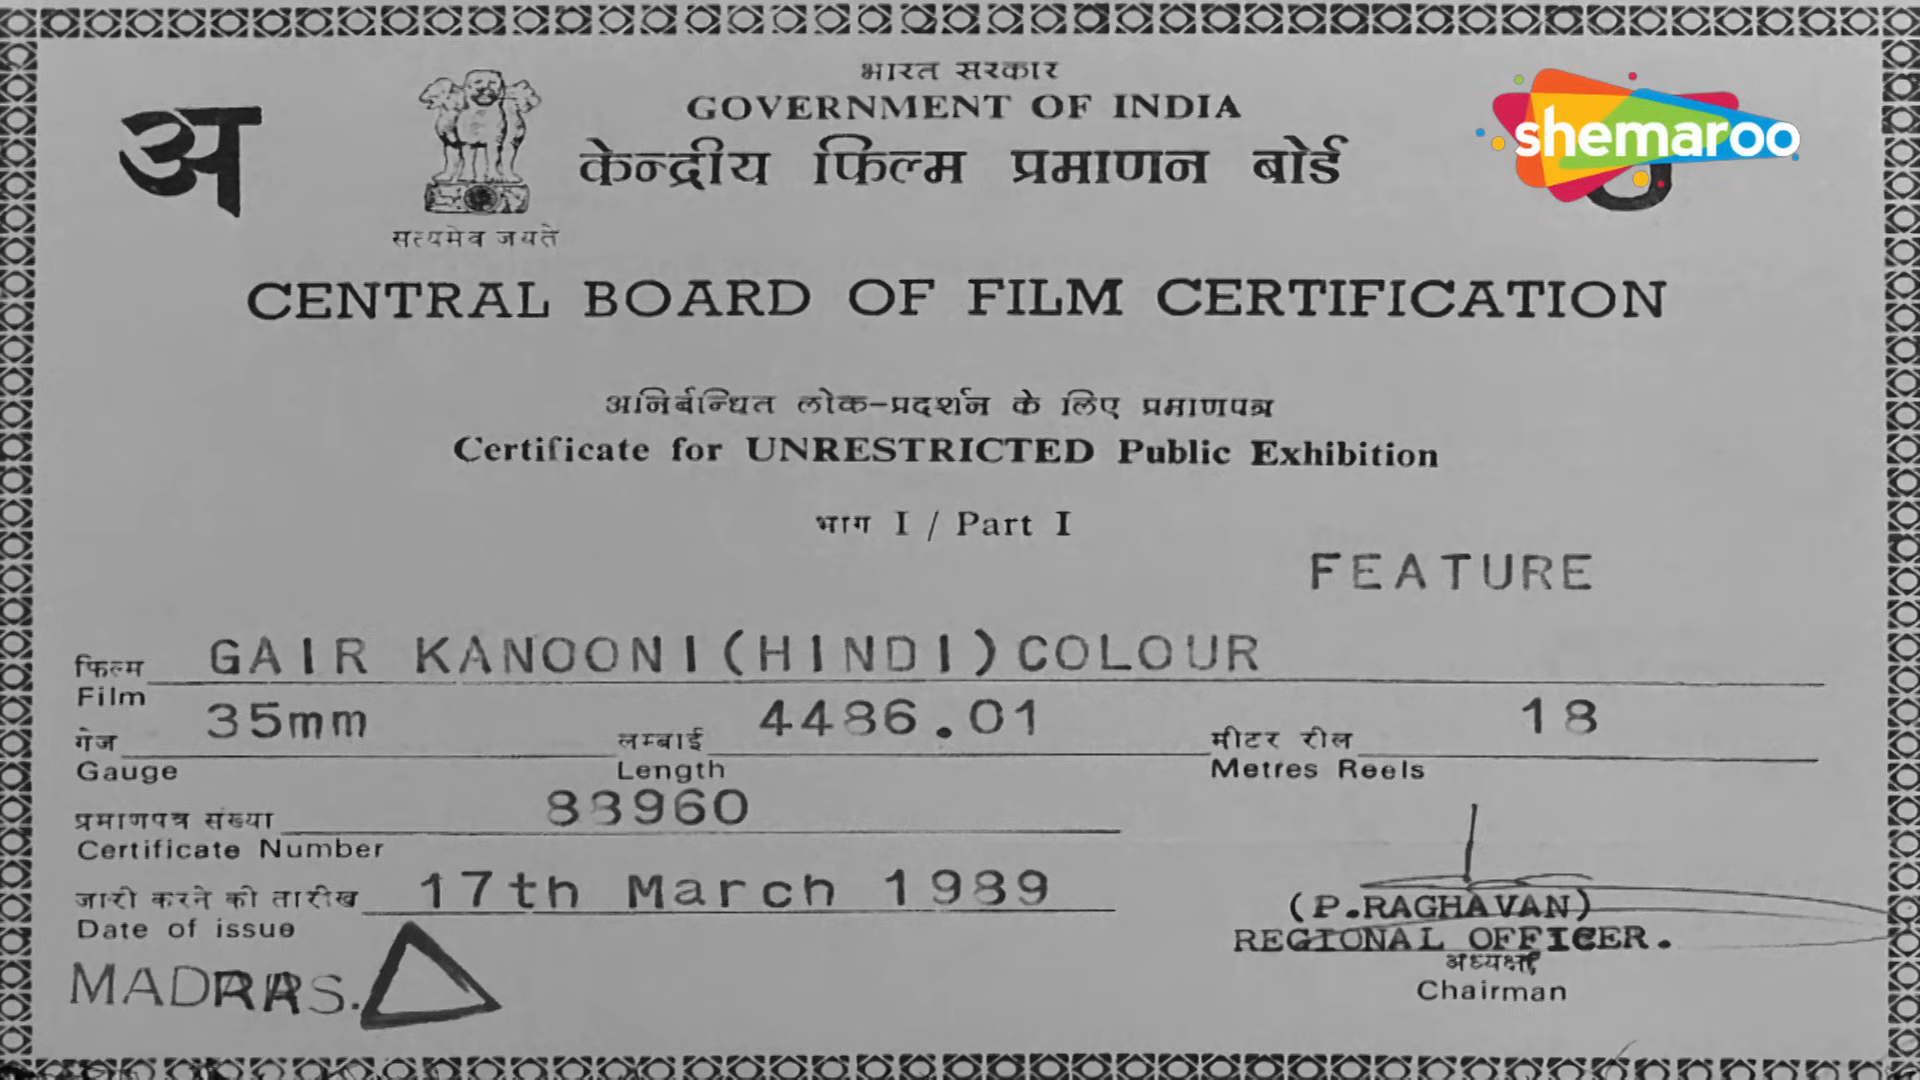 भारत सरकार
GOVERNMENT OF INDIA
अ
केन्द्रीय फिल्म प्रमाणन बोर्ड
shemaroo
सत्यमेव जयते
CENTRAL BOARD OF FILM CERTIFICATION
अनिर्बन्धित लोक-प्रदर्शन के लिए प्रमाणपत्र
Certificate for UNRESTRICTED Public Exhibition
भाग I / Part I
FEATURE
फिल्म GAIR KANOONI(HINDI)COLOUR
Film
गेज 35mm लम्बाई 4486.01 मीटर रील 18
Gauge Length Metres Reels
प्रमाणपत्र संख्या 83960
Certificate Number
जारी करने की तारीख 17th March 1989
Date of issue
(P.RAGHAVAN)
REGIONAL OFFICER.
अध्यक्ष
Chairman
MADRAS.